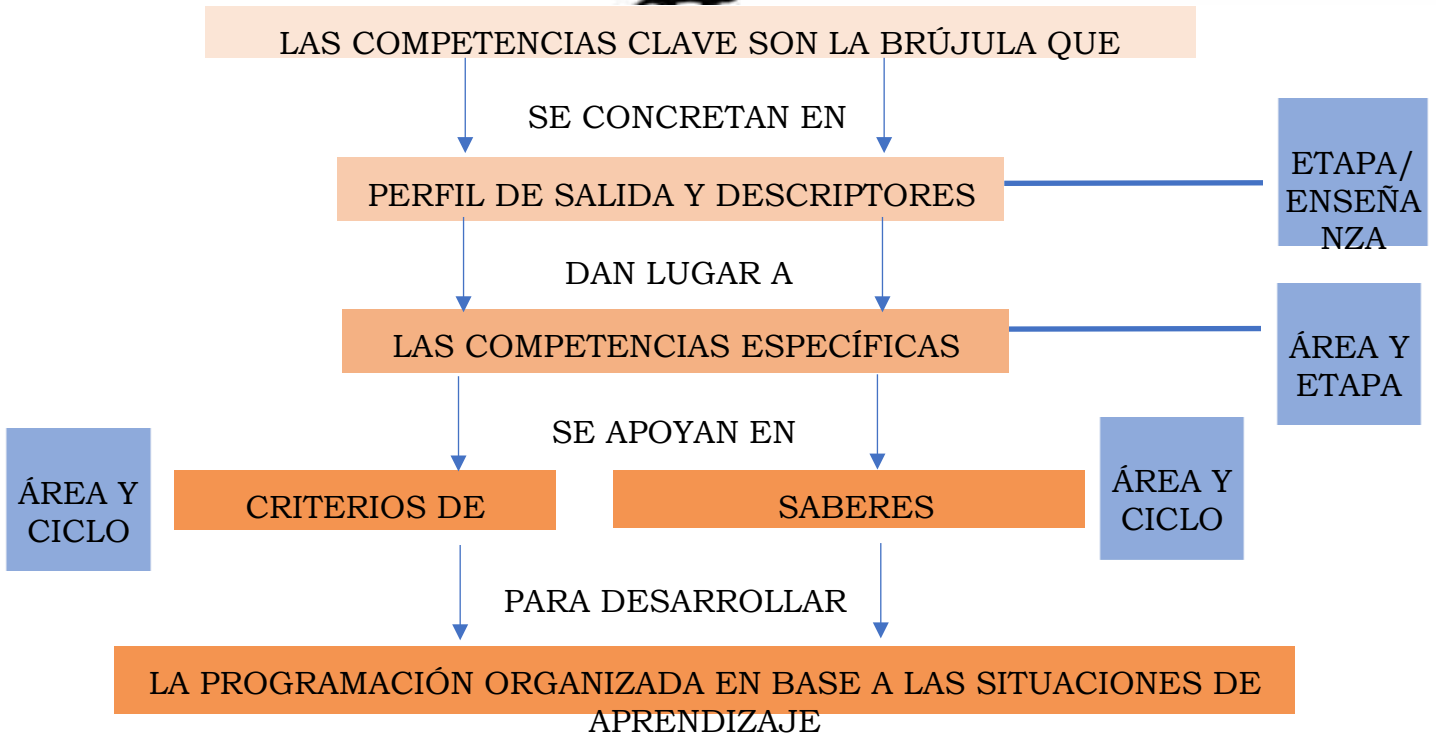 LAS COMPETENCIAS CLAVE SON LA BRÚJULA QUE
SE CONCRETAN EN
PERFIL DE SALIDA Y DESCRIPTORES
ETAPA/
ENSEÑA
NZA
DAN LUGAR A
LAS COMPETENCIAS ESPECÍFICAS
ÁREA Y
ETAPA
SE APOYAN EN
ÁREA Y
CICLO
CRITERIOS DE
SABERES
ÁREA Y
CICLO
PARA DESARROLLAR
LA PROGRAMACIÓN ORGANIZADA EN BASE A LAS SITUACIONES DE
APRENDIZAJE